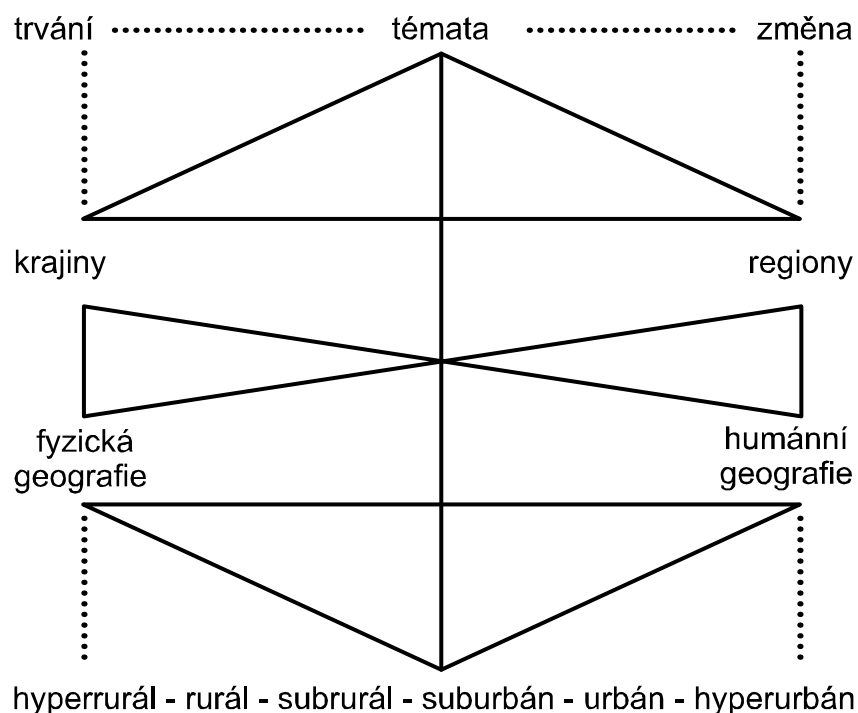 trvání témata změna
krajiny regiony
fyzická humánní
geografie geografie
hyperrurál - rurál - subrurál - suburbán - urbán - hyperurbán